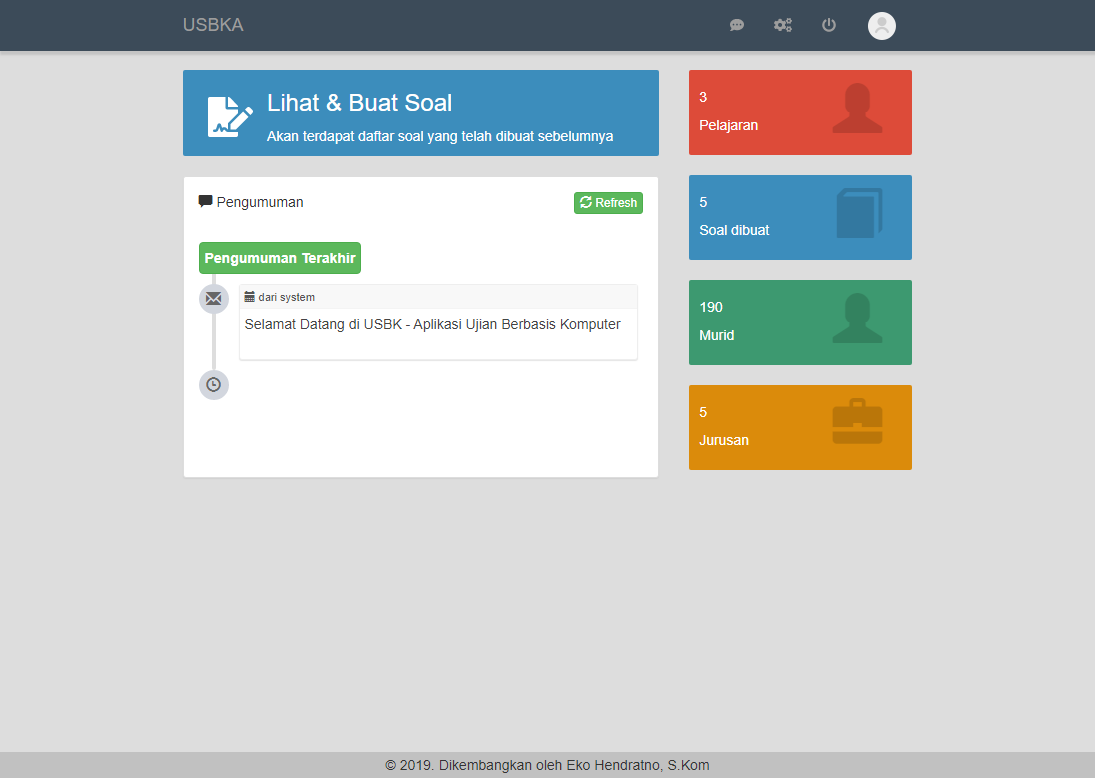 USBKA
Lihat & Buat Soal
Akan terdapat daftar soal yang telah dibuat sebelumnya
Pengumuman
Refresh
Pengumuman Terakhir
dari system
Selamat Datang di USBK - Aplikasi Ujian Berbasis Komputer
3
Pelajaran
5
Soal dibuat
190
Murid
5
Jurusan
© 2019. Dikembangkan oleh Eko Hendratno, S.Kom